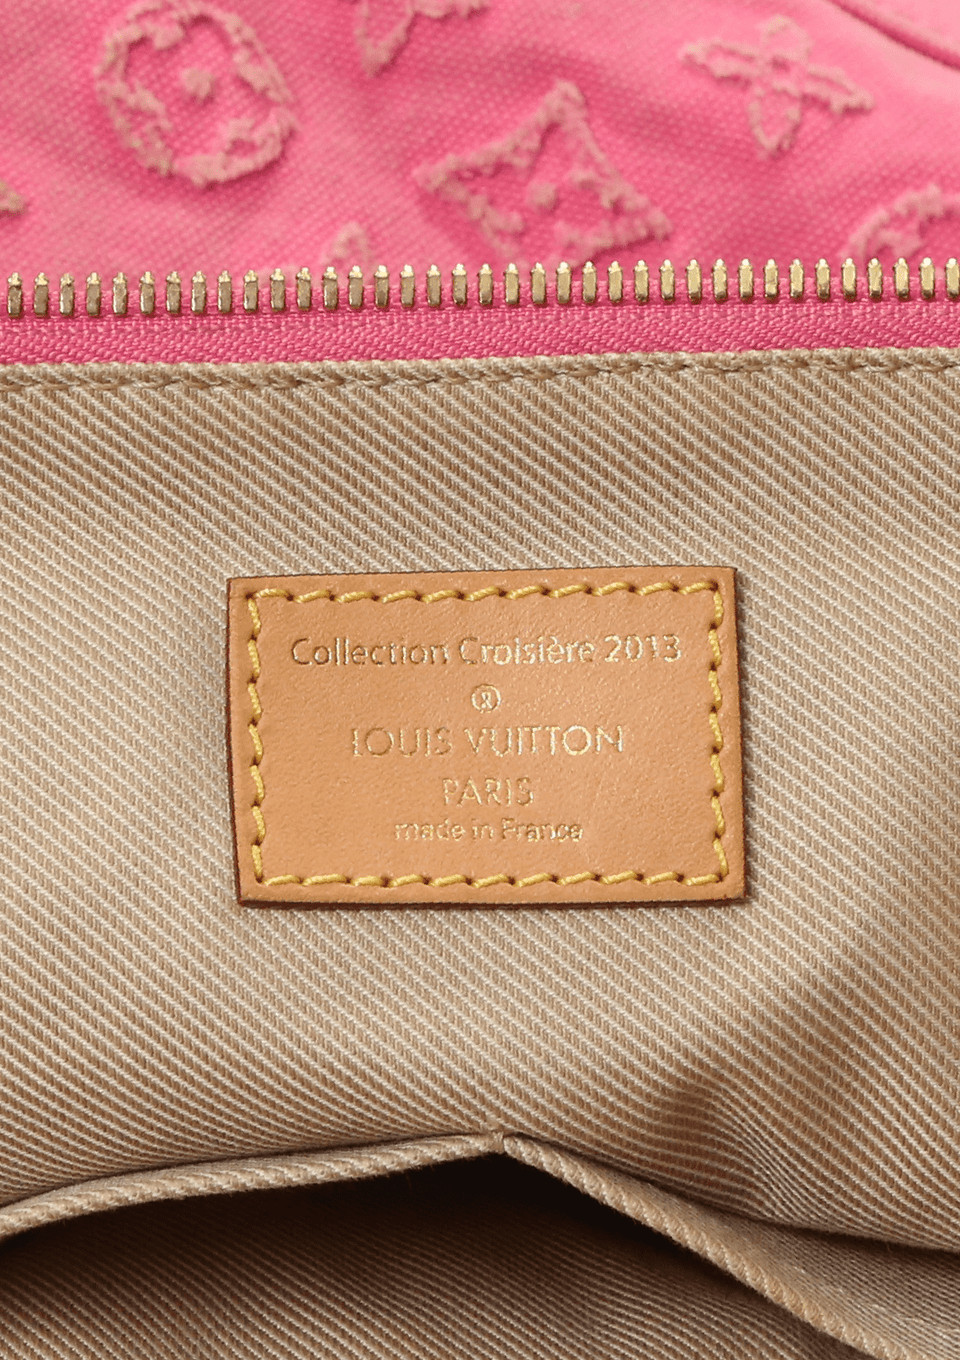 Collection Croisière 2013
®
LOUIS VUITTON
PARIS
made in France